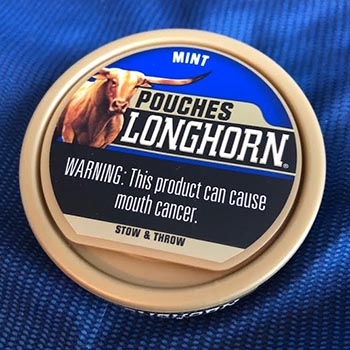 MINT
POUCHES
LONGHORN®
WARNING: This product can cause
mouth cancer.
STOW & THROW